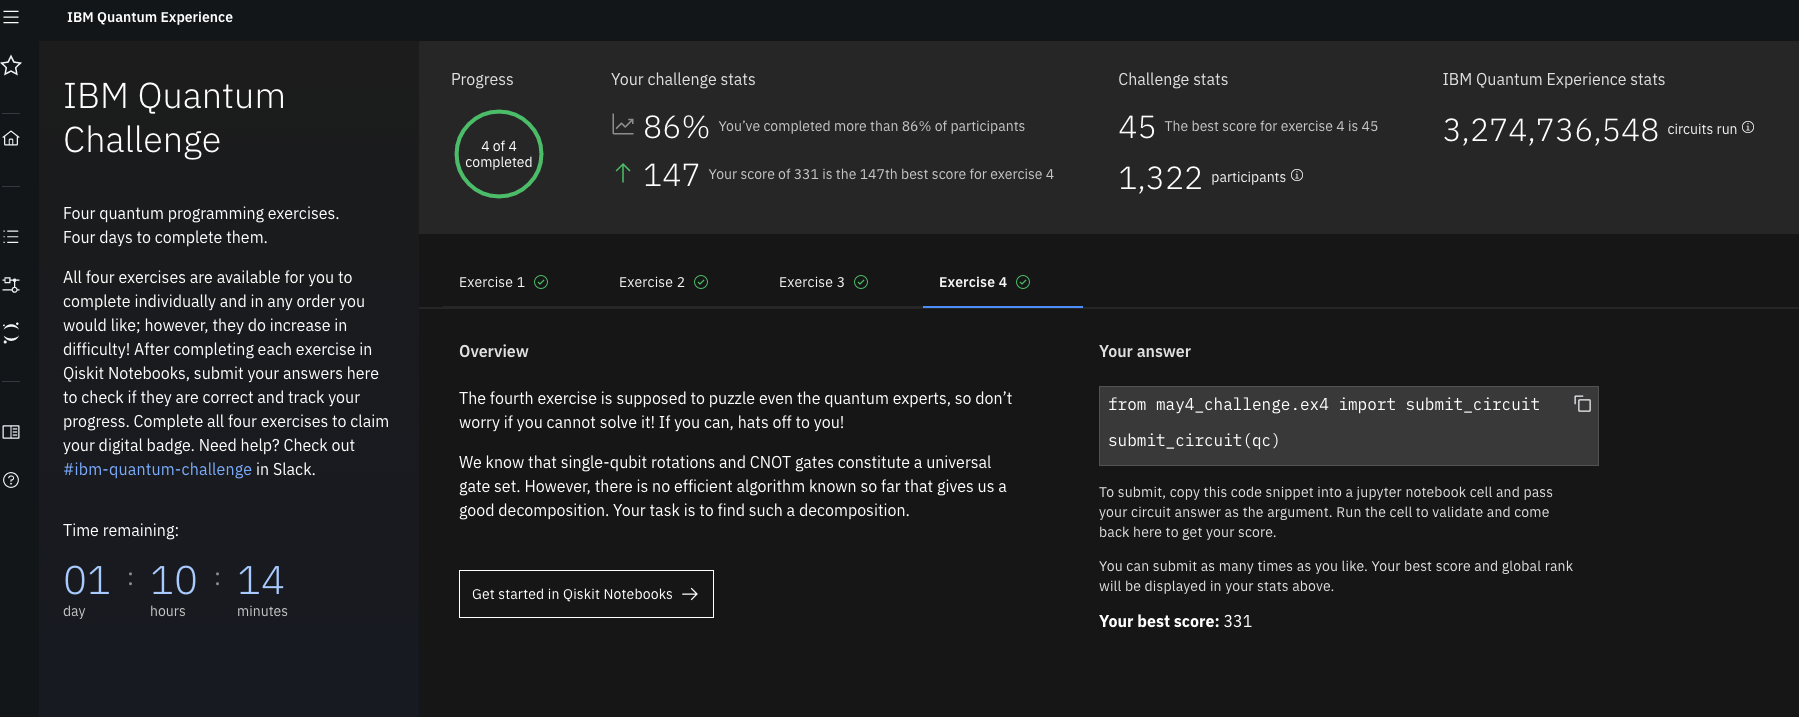 IBM Quantum Experience
IBM Quantum
Challenge
Four quantum programming exercises.
Four days to complete them.
All four exercises are available for you to
complete individually and in any order you
would like; however, they do increase in
difficulty! After completing each exercise in
Qiskit Notebooks, submit your answers here
to check if they are correct and track your
progress. Complete all four exercises to claim
your digital badge. Need help? Check out
#ibm-quantum-challenge in Slack.
Time remaining:
01 : 10 : 14
day hours minutes
Progress
4 of 4
completed
Your challenge stats
86% You've completed more than 86% of participants
147 Your score of 331 is the 147th best score for exercise 4
Challenge stats
45 The best score for exercise 4 is 45
1,322 participants
IBM Quantum Experience stats
3,274,736,548 circuits run
Exercise 1
Exercise 2
Exercise 3
Exercise 4
Overview
The fourth exercise is supposed to puzzle even the quantum experts, so don't
worry if you cannot solve it! If you can, hats off to you!
We know that single-qubit rotations and CNOT gates constitute a universal
gate set. However, there is no efficient algorithm known so far that gives us a
good decomposition. Your task is to find such a decomposition.
Get started in Qiskit Notebooks
Your answer
from may4_challenge.ex4 import submit_circuit
submit_circuit(qc)
To submit, copy this code snippet into a jupyter notebook cell and pass
your circuit answer as the argument. Run the cell to validate and come
back here to get your score.
You can submit as many times as you like. Your best score and global rank
will be displayed in your stats above.
Your best score: 331